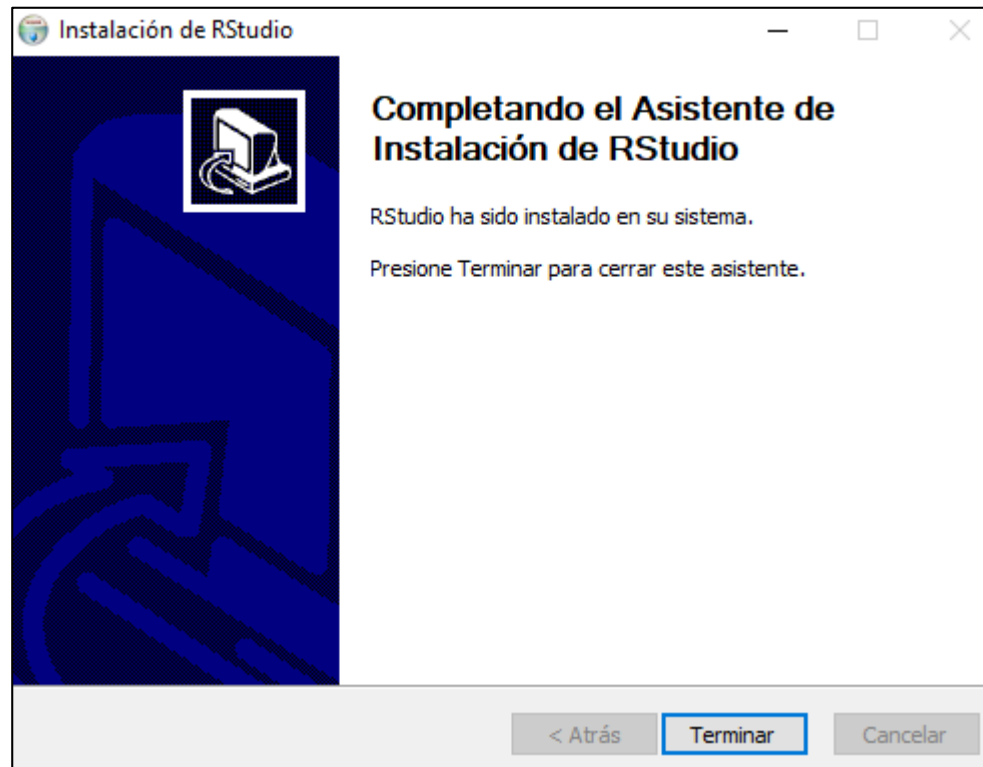 Instalación de RStudio
Completando el Asistente de
Instalación de RStudio
RStudio ha sido instalado en su sistema.
Presione Terminar para cerrar este asistente.
< Atrás
Terminar
Cancelar